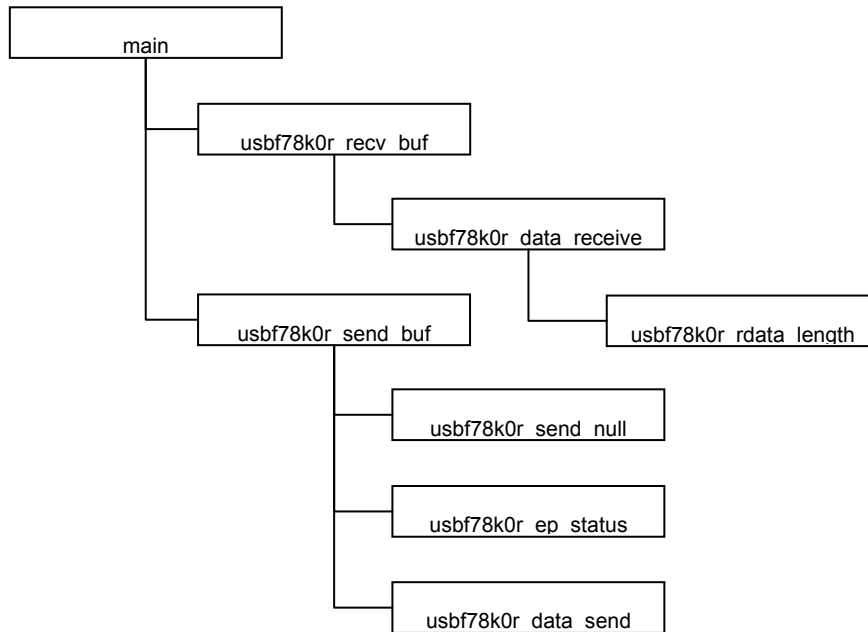 main
usbf78k0r_recv_buf
usbf78k0r_data_receive
usbf78k0r_send_buf
usbf78k0r_rdata_length
usbf78k0r_send_null
usbf78k0r_ep_status
usbf78k0r_data_send